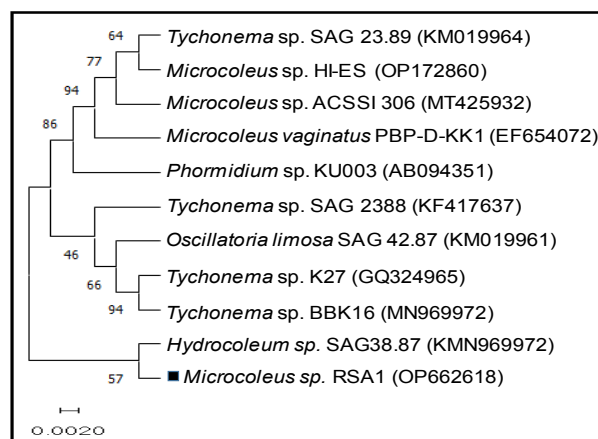 64
Tychonema sp. SAG 23.89 (KM019964)
77
Microcoleus sp. HI-ES (OP172860)
94
Microcoleus sp. ACSSI 306 (MT425932)
86
Microcoleus vaginatus PBP-D-KK1 (EF654072)
Phormidium sp. KU003 (AB094351)
Tychonema sp. SAG 2388 (KF417637)
46
Oscillatoria limosa SAG 42.87 (KM019961)
66
Tychonema sp. K27 (GQ324965)
94
Tychonema sp. BBK16 (MN969972)
Hydrocoleum sp. SAG38.87 (KMN969972)
57
Microcoleus sp. RSA1 (OP662618)
0.0020